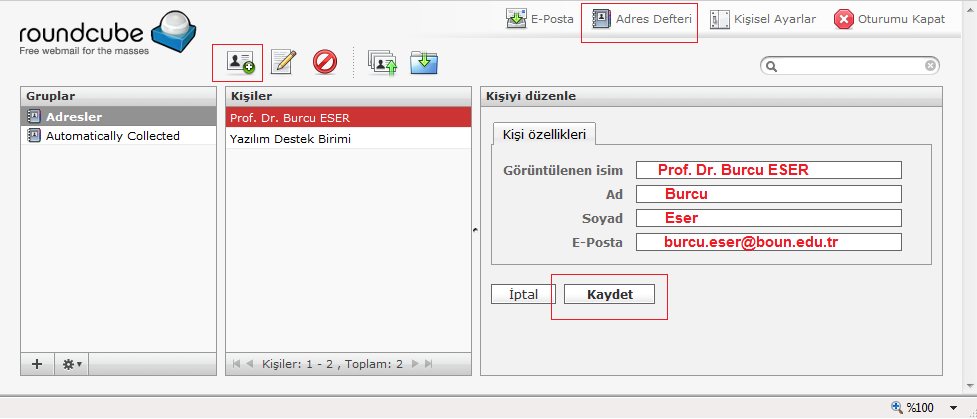 roundcube
Free webmail for the masses
E-Posta
Adres Defteri
Kişisel Ayarlar
Oturumu Kapat
Gruplar
Adresler
Automatically Collected
Kişiler
Prof. Dr. Burcu ESER
Yazılım Destek Birimi
Kişiler: 1 - 2 , Toplam: 2
Kişiyi düzenle
Kişi özellikleri
Görüntülenen isim Prof. Dr. Burcu ESER
Ad Burcu
Soyad Eser
E-Posta burcu.eser@boun.edu.tr
İptal Kaydet
%100